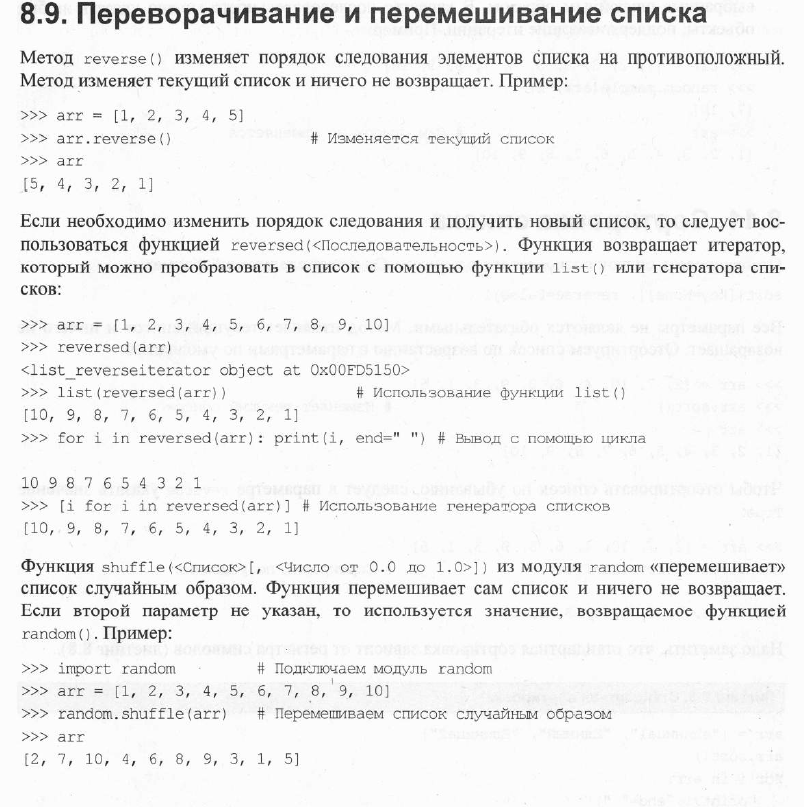 8.9. Переворачивание и перемешивание списка
Метод reverse() изменяет порядок следования элементов списка на противоположный.
Метод изменяет текущий список и ничего не возвращает. Пример:
>>> arr = [1, 2, 3, 4, 5]
>>> arr.reverse() # Изменяется текущий список
>>> arr
[5, 4, 3, 2, 1]
Если необходимо изменить порядок следования и получить новый список, то следует вос-
пользоваться функцией reversed(<Последовательность>). Функция возвращает итератор,
который можно преобразовать в список с помощью функции list() или генератора спи-
сков:
>>> arr = [1, 2, 3, 4, 5, 6, 7, 8, 9, 10]
>>> reversed(arr)
<list_reverseiterator object at 0x00FD5150>
>>> list(reversed(arr)) # Использование функции list()
[10, 9, 8, 7, 6, 5, 4, 3, 2, 1]
>>> for i in reversed(arr): print(i, end=" ") # Вывод с помощью цикла
10 9 8 7 6 5 4 3 2 1
>>> [i for i in reversed(arr)] # Использование генератора списков
[10, 9, 8, 7, 6, 5, 4, 3, 2, 1]
Функция shuffle(<Список>[, <Число от 0.0 до 1.0>]) из модуля random «перемешивает»
список случайным образом. Функция перемешивает сам список и ничего не возвращает.
Если второй параметр не указан, то используется значение, возвращаемое функцией
random(). Пример:
>>> import random # Подключаем модуль random
>>> arr = [1, 2, 3, 4, 5, 6, 7, 8, 9, 10]
>>> random.shuffle(arr) # Перемешиваем список случайным образом
>>> arr
[2, 7, 10, 4, 6, 8, 9, 3, 1, 5]